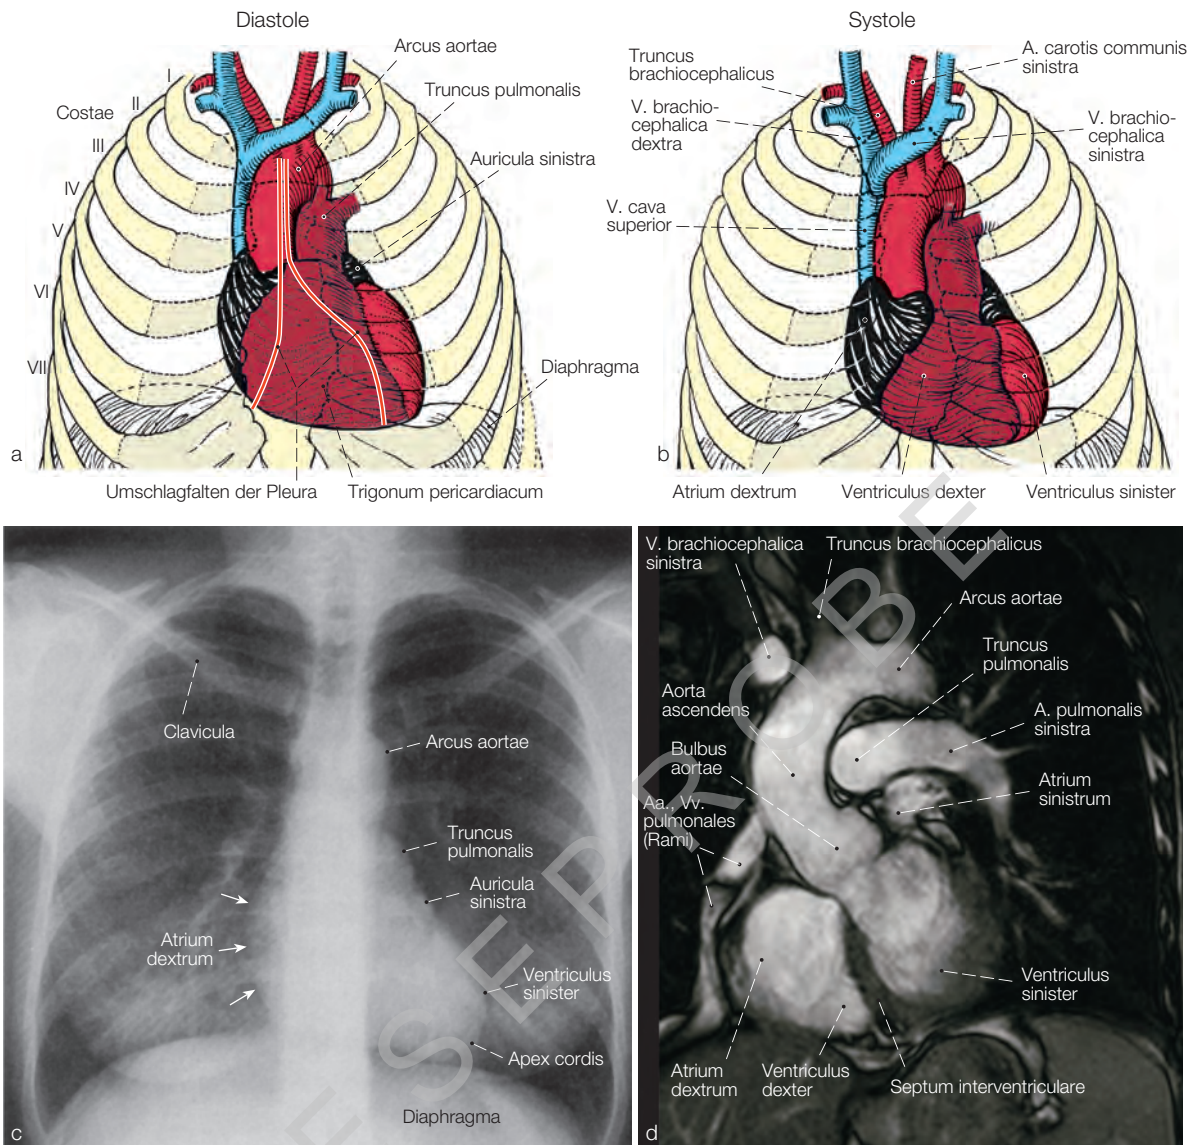 Diastole
Systole
Arcus aortae
Truncus pulmonalis
Auricula sinistra
Costae
I
II
III
IV
V
VI
VII
Diaphragma
a
Umschlagfalten der Pleura
Trigonum pericardiacum
Truncus
brachiocephalicus
V. brachio-
cephalica
dextra
V. cava
superior
A. carotis communis
sinistra
V. brachio-
cephalica
sinistra
b
Atrium dextrum
Ventriculus dexter
Ventriculus sinister
Clavicula
Arcus aortae
Truncus
pulmonalis
Auricula
sinistra
Atrium
dextrum
Ventriculus
sinister
Apex cordis
Diaphragma
c
V. brachiocephalica
sinistra
Truncus brachiocephalicus
Arcus aortae
Truncus
pulmonalis
Aorta
ascendens
A. pulmonalis
sinistra
Bulbus
aortae
Atrium
sinistrum
Aa., Vv.
pulmonales
(Rami)
Ventriculus
sinister
Atrium
dextrum
Ventriculus
dexter
Septum interventriculare
d
ESEPROBE